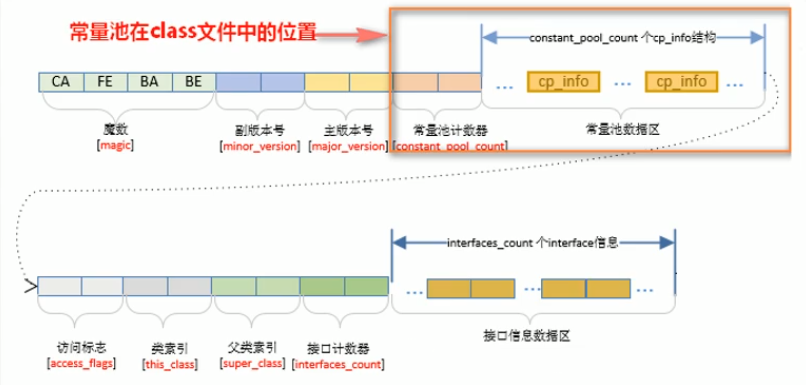 常量池在class文件中的位置
constant_pool_count 个cp_info结构
CA FE BA BE
... cp_info ... cp_info ...
魔数 副版本号 主版本号 常量池计数器 常量池数据区
[magic] [minor_version] [major_version] [constant_pool_count]
interfaces_count 个interface信息
... ... ...
访问标志 类索引 父类索引 接口计数器 接口信息数据区
[access_flags] [this_class] [super_class] [interfaces_count]